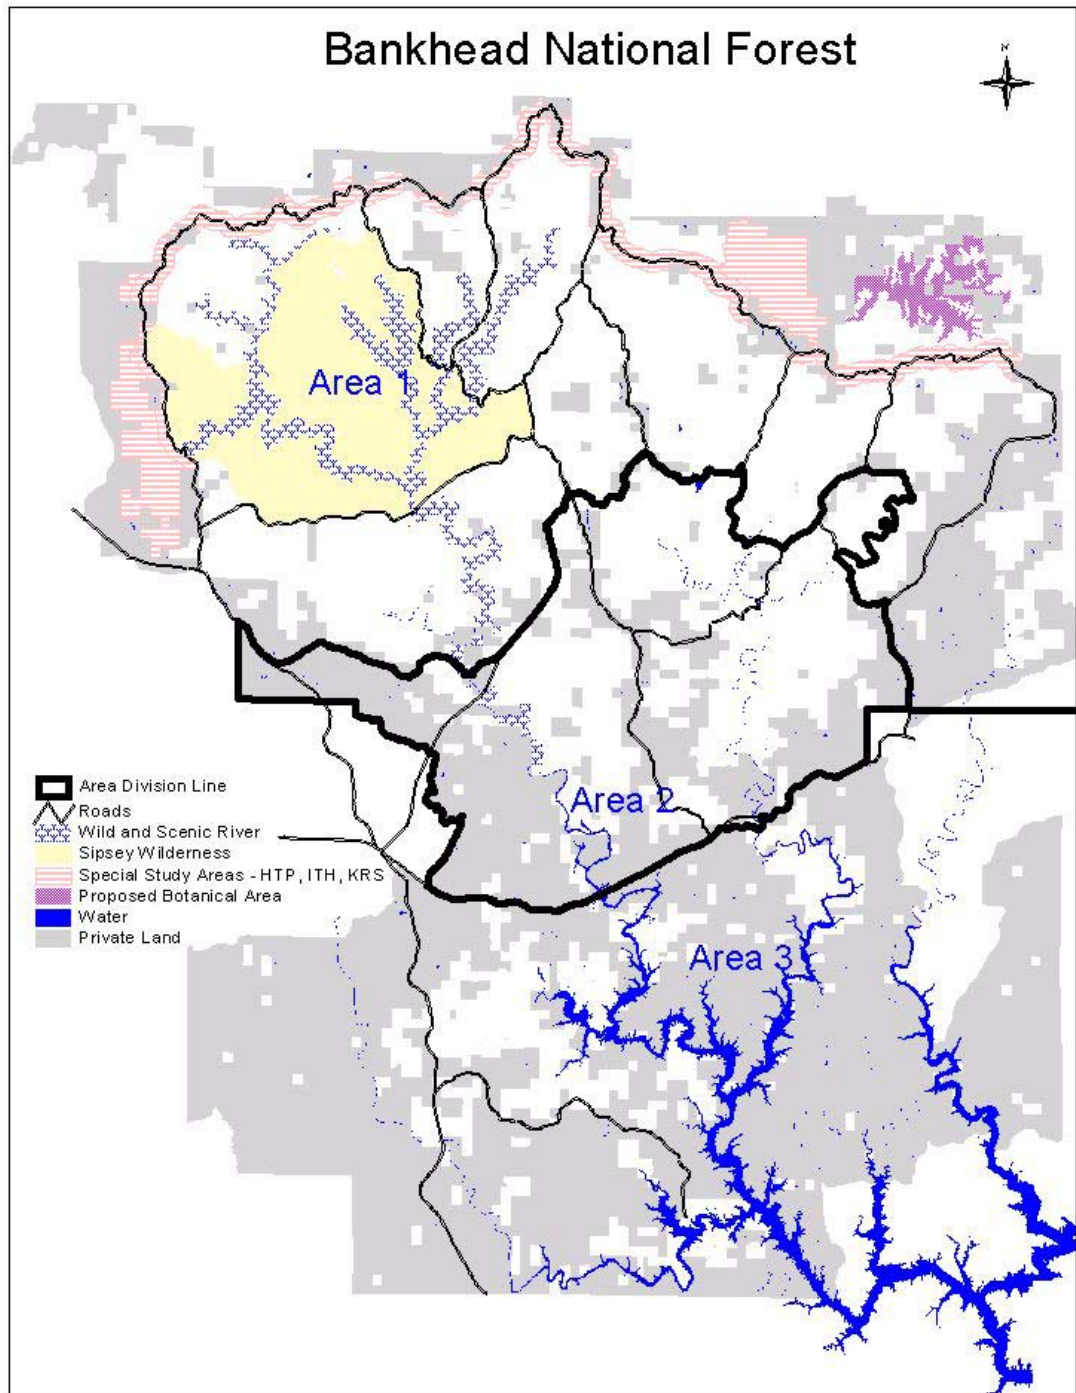 Bankhead National Forest
N
Area 1
Area 2
Area 3
Area Division Line
Roads
Wild and Scenic River
Sipsey Wilderness
Special Study Areas - HTP, ITH, KRS
Proposed Botanical Area
Water
Private Land